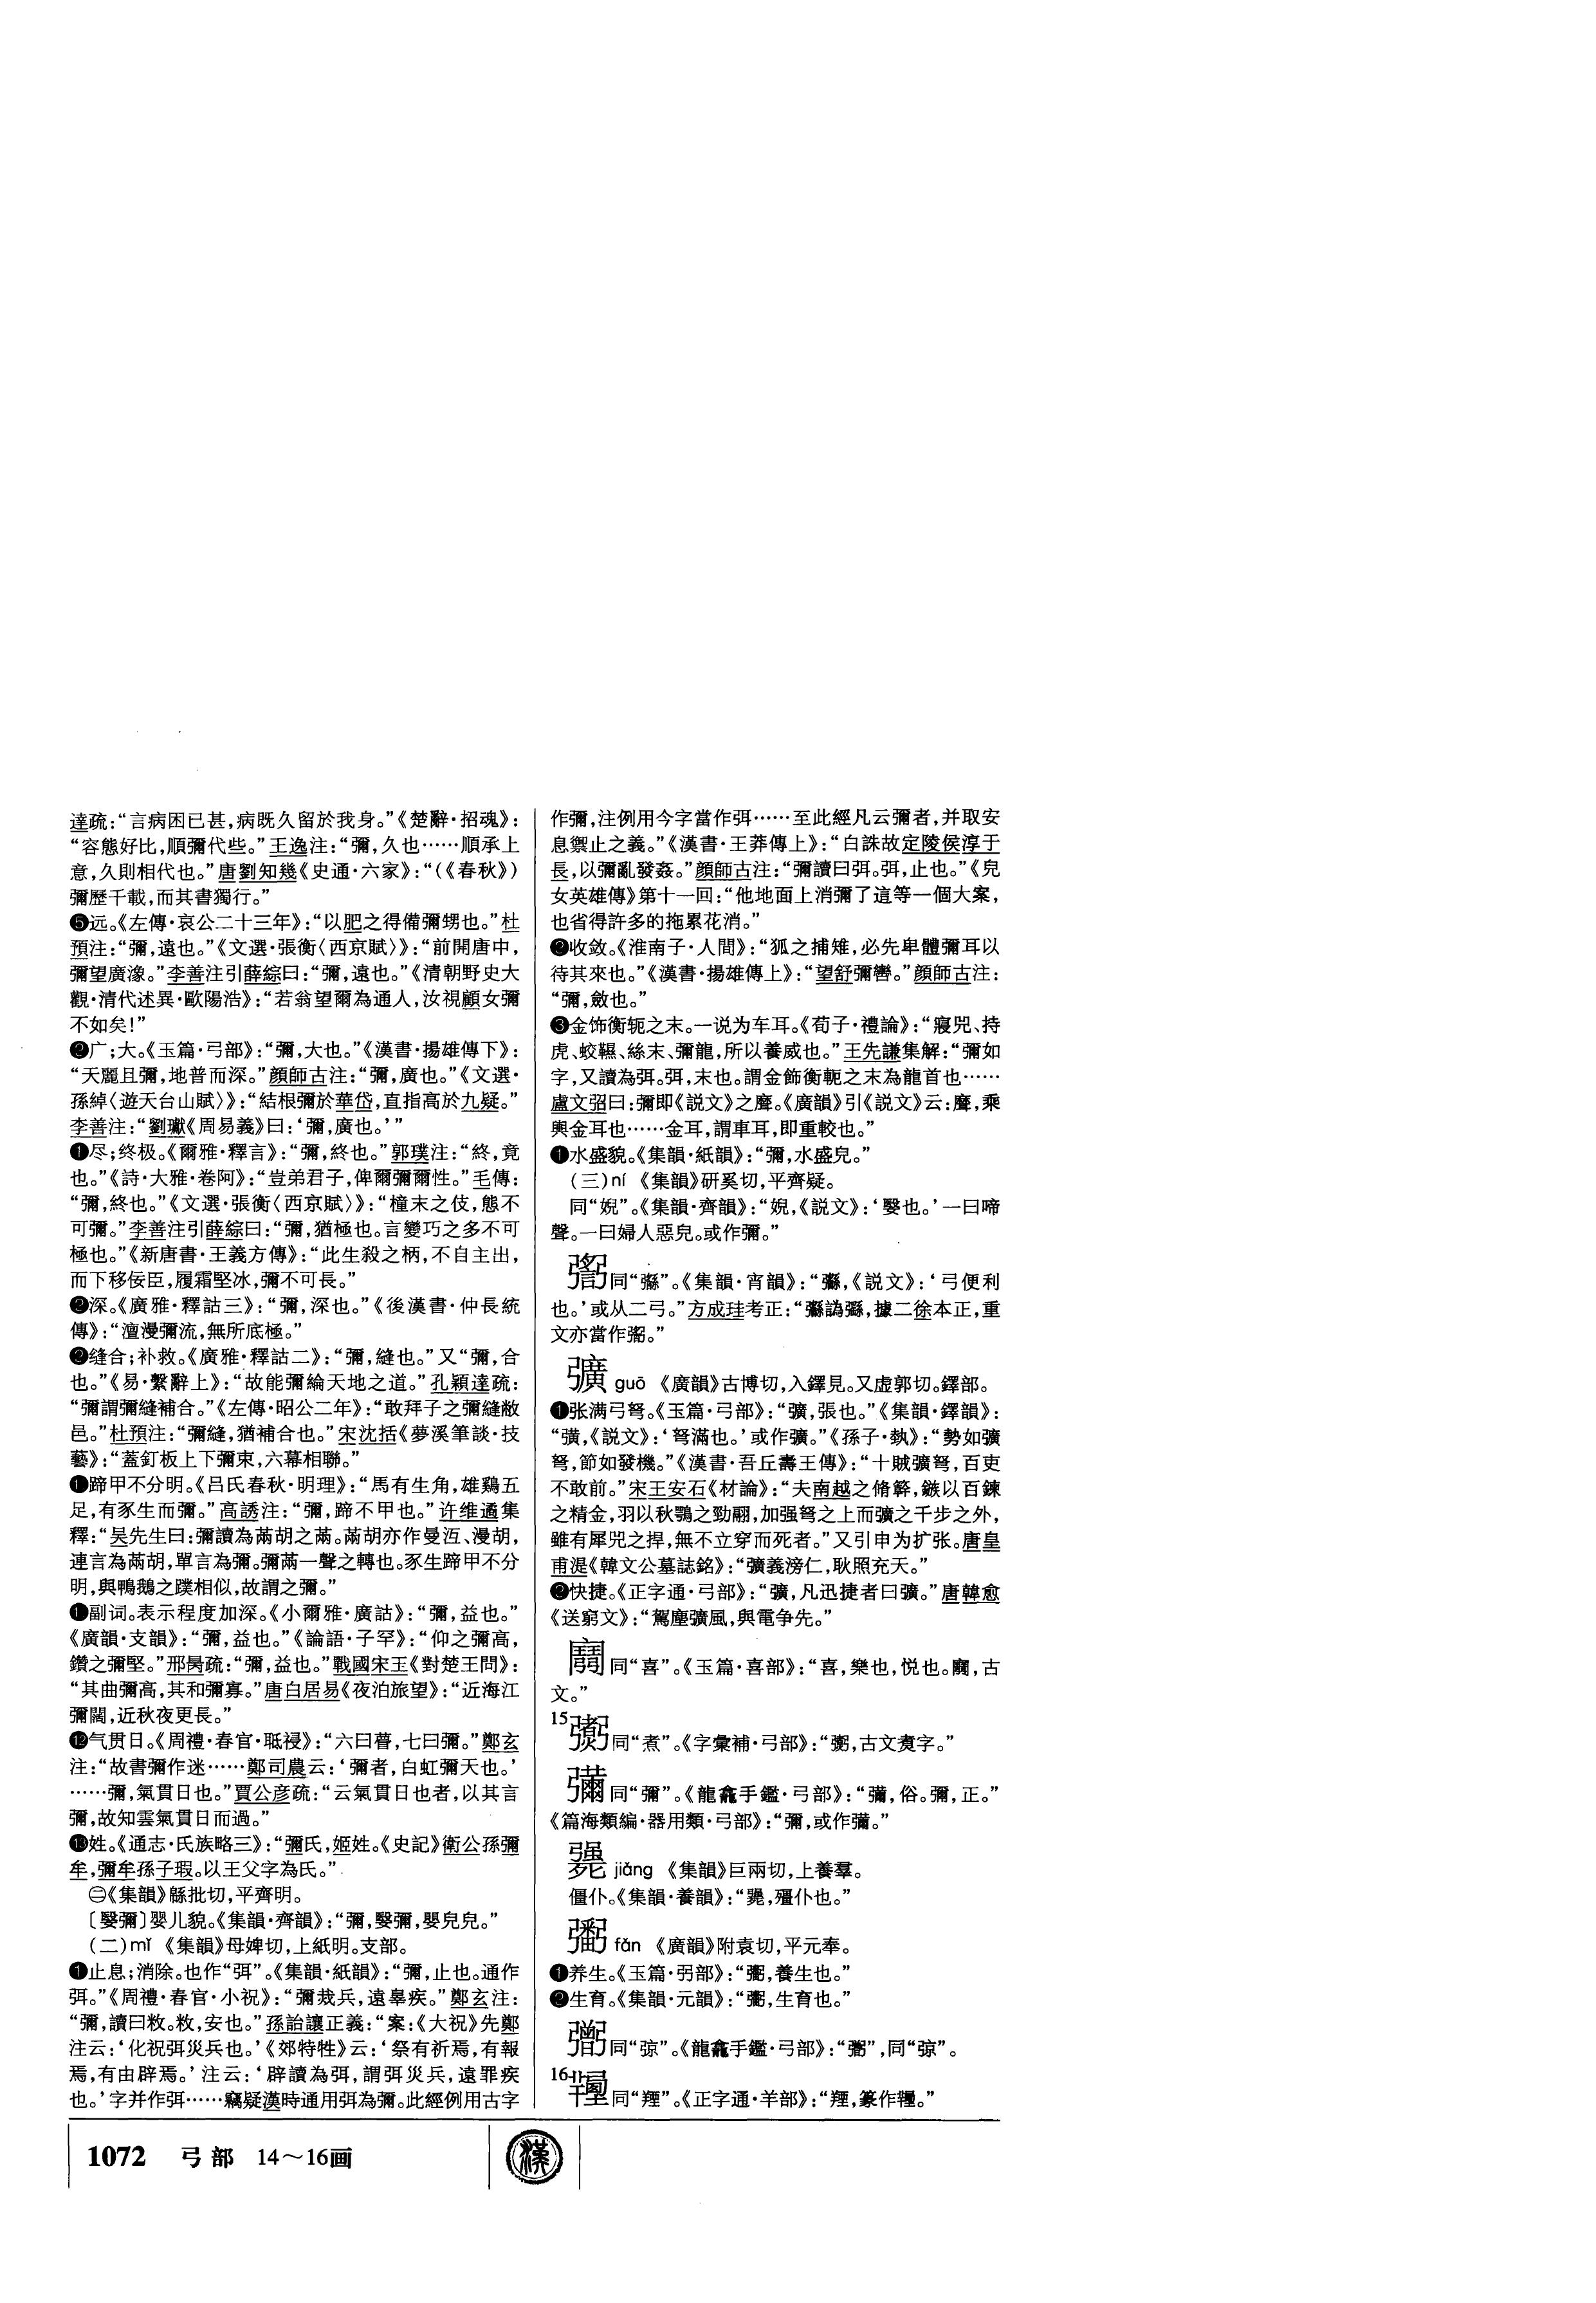 達疏：“言病困已甚，病既久留於我身。”《楚辭·招魂》：
“容態好比，順彌代些。”王逸注：“彌，久也……順承上
意，久則相代也。”唐劉知幾《史通·六家》：“（《春秋》）
彌歷千載，而其書獨行。”
❺远。《左傳·哀公二十三年》：“以肥之得備彌甥也。”杜
預注：“彌，遠也。”《文選·張衡〈西京賦〉》：“前開唐中，
彌望廣潒。”李善注引薛綜曰：“彌，遠也。”《清朝野史大
觀·清代述異·歐陽浩》：“若翁望爾為通人，汝視顧女彌
不如矣！”
❷广；大。《玉篇·弓部》：“彌，大也。”《漢書·揚雄傳下》：
“天麗且彌，地普而深。”顔師古注：“彌，廣也。”《文選·
孫綽〈遊天台山賦〉》：“結根彌於華岱，直指高於九疑。”
李善注：“劉瓛《周易義》曰：‘彌，廣也。’”
❶尽；终极。《爾雅·釋言》：“彌，終也。”郭璞注：“終，竟
也。”《詩·大雅·卷阿》：“豈弟君子，俾爾彌爾性。”毛傳：
“彌，終也。”《文選·張衡〈西京賦〉》：“橦末之伎，態不
可彌。”李善注引薛綜曰：“彌，猶極也。言變巧之多不可
極也。”《新唐書·王義方傳》：“此生殺之柄，不自主出，
而下移佞臣，履霜堅冰，彌不可長。”
❷深。《廣雅·釋詁三》：“彌，深也。”《後漢書·仲長統
傳》：“澶漫彌流，無所底極。”
❷缝合；补救。《廣雅·釋詁二》：“彌，縫也。”又“彌，合
也。”《易·繫辭上》：“故能彌綸天地之道。”孔穎達疏：
“彌謂彌縫補合。”《左傳·昭公二年》：“敢拜子之彌縫敝
邑。”杜預注：“彌縫，猶補合也。”宋沈括《夢溪筆談·技
藝》：“蓋釘板上下彌束，六幕相聯。”
❶蹄甲不分明。《吕氏春秋·明理》：“馬有生角，雄鷄五
足，有豕生而彌。”高誘注：“彌，蹄不甲也。”许维遹集
釋：“吴先生曰：彌讀為㒼胡之㒼。㒼胡亦作曼沍、漫胡，
連言為㒼胡，單言為彌。彌㒼一聲之轉也。豕生蹄甲不分
明，與鴨鵝之蹼相似，故謂之彌。”
❶副词。表示程度加深。《小爾雅·廣詁》：“彌，益也。”
《廣韻·支韻》：“彌，益也。”《論語·子罕》：“仰之彌高，
鑽之彌堅。”邢昺疏：“彌，益也。”戰國宋玉《對楚王問》：
“其曲彌高，其和彌寡。”唐白居易《夜泊旅望》：“近海江
彌闊，近秋夜更長。”
⓬气贯日。《周禮·春官·眡祲》：“六曰瞢，七曰彌。”鄭玄
注：“故書彌作迷……鄭司農云：‘彌者，白虹彌天也。’
……彌，氣貫日也。”賈公彦疏：“云氣貫日也者，以其言
彌，故知雲氣貫日而過。”
⓭姓。《通志·氏族略三》：“彌氏，姬姓。《史記》衛公孫彌
牟，彌牟孫子瑕。以王父字為氏。”
㊂《集韻》緜批切，平齊明。
〔嫛彌〕婴儿貌。《集韻·齊韻》：“彌，嫛彌，嬰兒皃。”
（二）mǐ 《集韻》母婢切，上紙明。支部。
❶止息；消除。也作“弭”。《集韻·紙韻》：“彌，止也。通作
弭。”《周禮·春官·小祝》：“彌烖兵，遠辠疾。”鄭玄注：
“彌，讀曰敉。敉，安也。”孫詒讓正義：“案：《大祝》先鄭
注云：‘化祝弭災兵也。’《郊特牲》云：‘祭有祈焉，有報
焉，有由辟焉。’注云：‘辟讀為弭，謂弭災兵，遠罪疾
也。’字并作弭……竊疑漢時通用弭為彌。此經例用古字
作彌，注例用今字當作弭……至此經凡云彌者，并取安
息禦止之義。”《漢書·王莽傳上》：“白誅故定陵侯淳于
長，以彌亂發姦。”顔師古注：“彌讀曰弭。弭，止也。”《兒
女英雄傳》第十一回：“他地面上消彌了這等一個大案，
也省得許多的拖累花消。”
❷收敛。《淮南子·人間》：“狐之捕雉，必先卑體彌耳以
待其來也。”《漢書·揚雄傳上》：“望舒彌轡。”顔師古注：
“彌，斂也。”
❸金饰衡轭之末。一说为车耳。《荀子·禮論》：“寢兕、持
虎、蛟韅、絲末、彌龍，所以養威也。”王先謙集解：“彌如
字，又讀為弭。弭，末也。謂金飾衡軛之末為龍首也……
盧文弨曰：彌即《説文》之䃺。《廣韻》引《説文》云：䃺，乘
輿金耳也……金耳，謂車耳，即重較也。”
❶水盛貌。《集韻·紙韻》：“彌，水盛皃。”
（三）ní 《集韻》研奚切，平齊疑。
同“婗”。《集韻·齊韻》：“婗，《説文》：‘嫛也。’一曰啼
聲。一曰婦人惡皃。或作彌。”
同“繇”。《集韻·宵韻》：“，《説文》：‘弓便利
也。’或从二弓。”方成珪考正：“譌，據二徐本正，重
文亦當作。”
彍 guō 《廣韻》古博切，入鐸見。又虚郭切。鐸部。
❶张满弓弩。《玉篇·弓部》：“彍，張也。”《集韻·鐸韻》：
“彉，《説文》：‘弩滿也。’或作彍。”《孫子·埶》：“勢如彍
弩，節如發機。”《漢書·吾丘壽王傳》：“十賊彍弩，百吏
不敢前。”宋王安石《材論》：“夫南越之脩簳，鏃以百鍊
之精金，羽以秋鶚之勁翮，加强弩之上而彍之千步之外，
雖有犀兕之捍，無不立穿而死者。”又引申为扩张。唐皇
甫湜《韓文公墓誌銘》：“彍義滂仁，耿照充天。”
❷快捷。《正字通·弓部》：“彍，凡迅捷者曰彍。”唐韓愈
《送窮文》：“駕塵彍風，與電争先。”
同“喜”。《玉篇·喜部》：“喜，樂也，悦也。，古
文。”
15 同“煮”。《字彙補·弓部》：“，古文煑字。”
同“彌”。《龍龕手鑑·弓部》：“，俗。彌，正。”
《篇海類編·器用類·弓部》：“彌，或作。”
jiǎng 《集韻》巨兩切，上養羣。
僵仆。《集韻·養韻》：“，殭仆也。”
fǎn 《廣韻》附袁切，平元奉。
❶养生。《玉篇·弜部》：“，養生也。”
❷生育。《集韻·元韻》：“，生育也。”
同“弶”。《龍龕手鑑·弓部》：“”，同“弶”。
16 同“羥”。《正字通·羊部》：“，篆作。”
1072 弓部 14～16画
漢